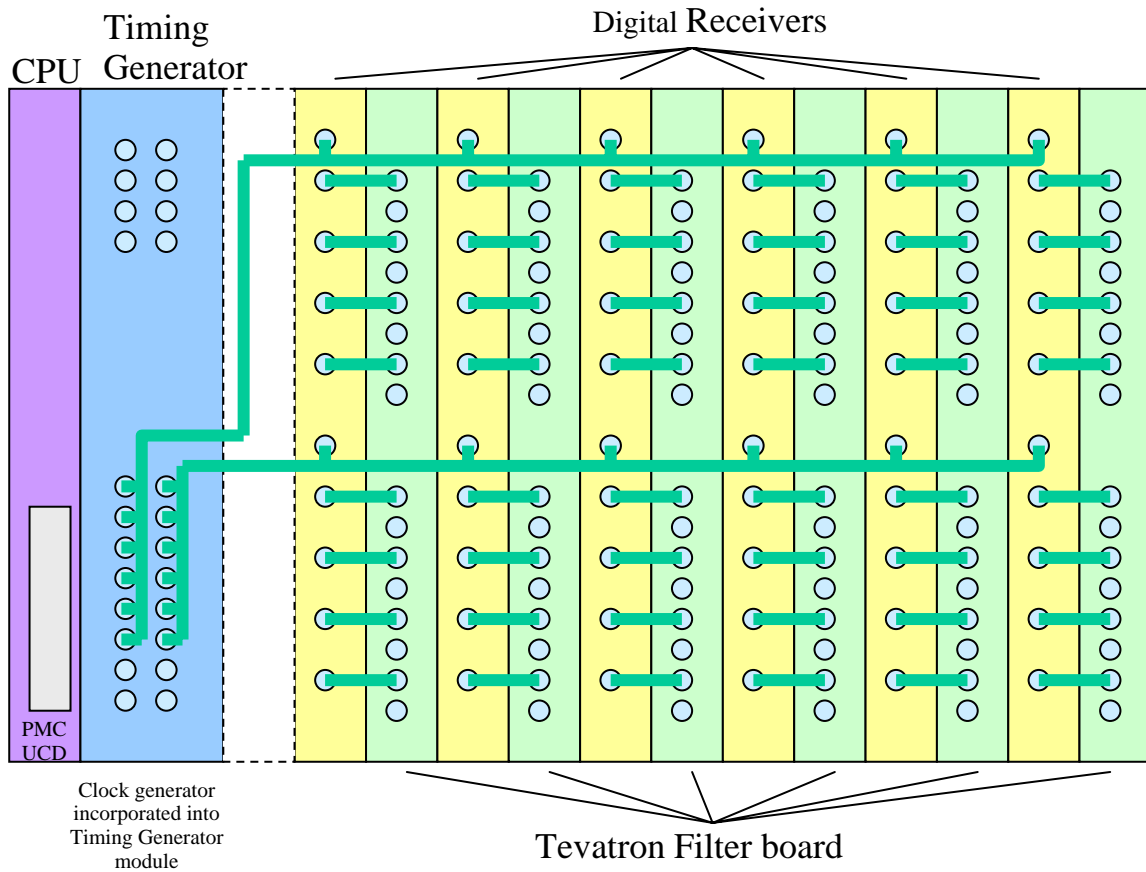 Timing
Generator
CPU
Digital Receivers
PMC
UCD
Clock generator
incorporated into
Timing Generator
module
Tevatron Filter board